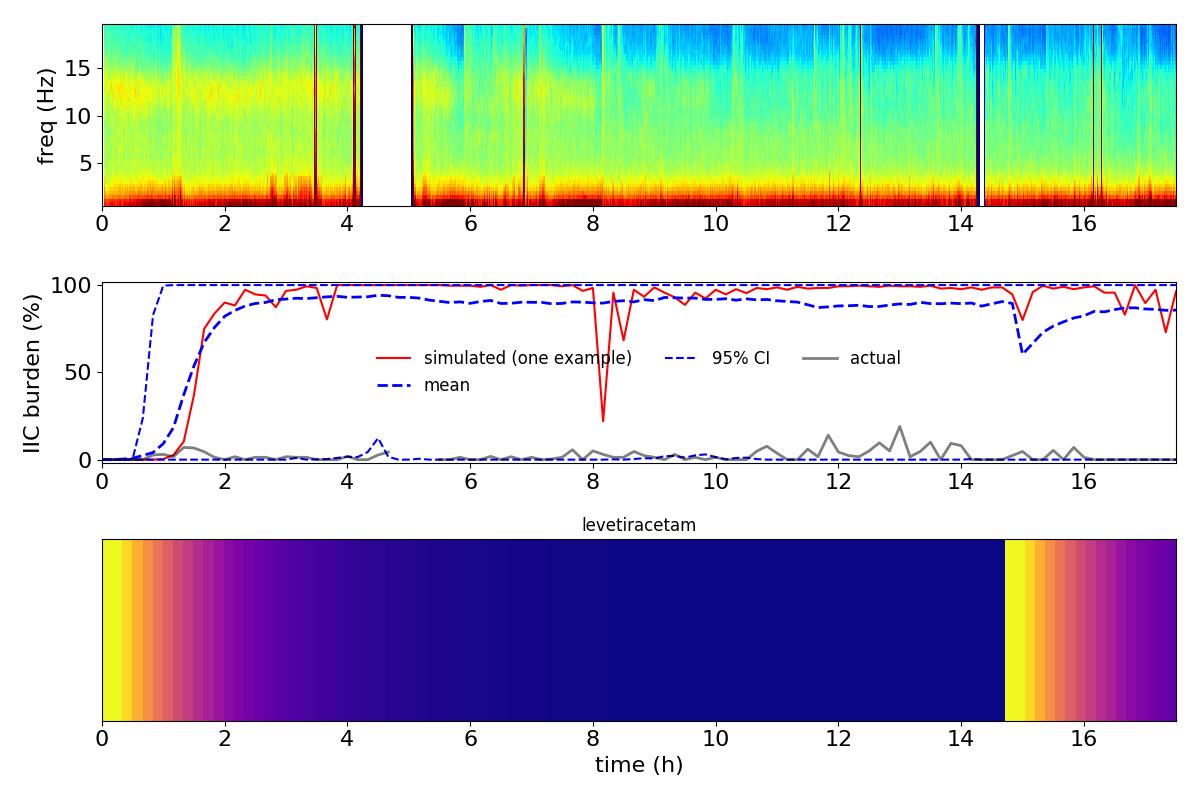 freq (Hz)
15
10
5
0 2 4 6 8 10 12 14 16
IIC burden (%)
100
50
0
simulated (one example) 95% CI actual
mean
0 2 4 6 8 10 12 14 16
levetiracetam
0 2 4 6 8 10 12 14 16
time (h)